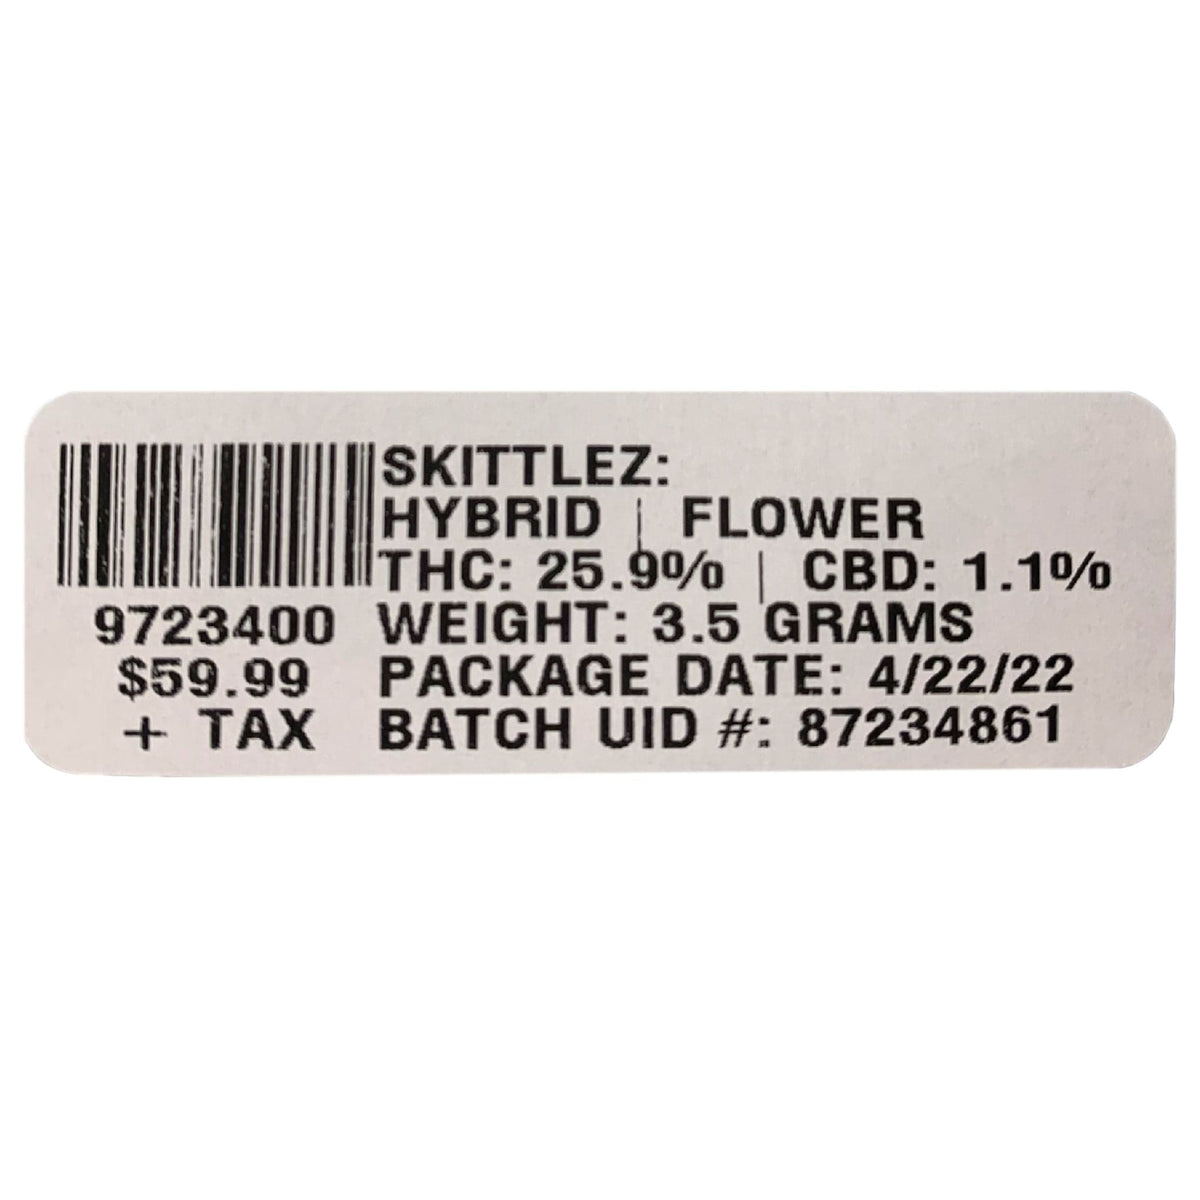 SKITTLEZ:
HYBRID | FLOWER
THC: 25.9% | CBD: 1.1%
WEIGHT: 3.5 GRAMS
PACKAGE DATE: 4/22/22
BATCH UID #: 87234861
9723400
$59.99
+ TAX